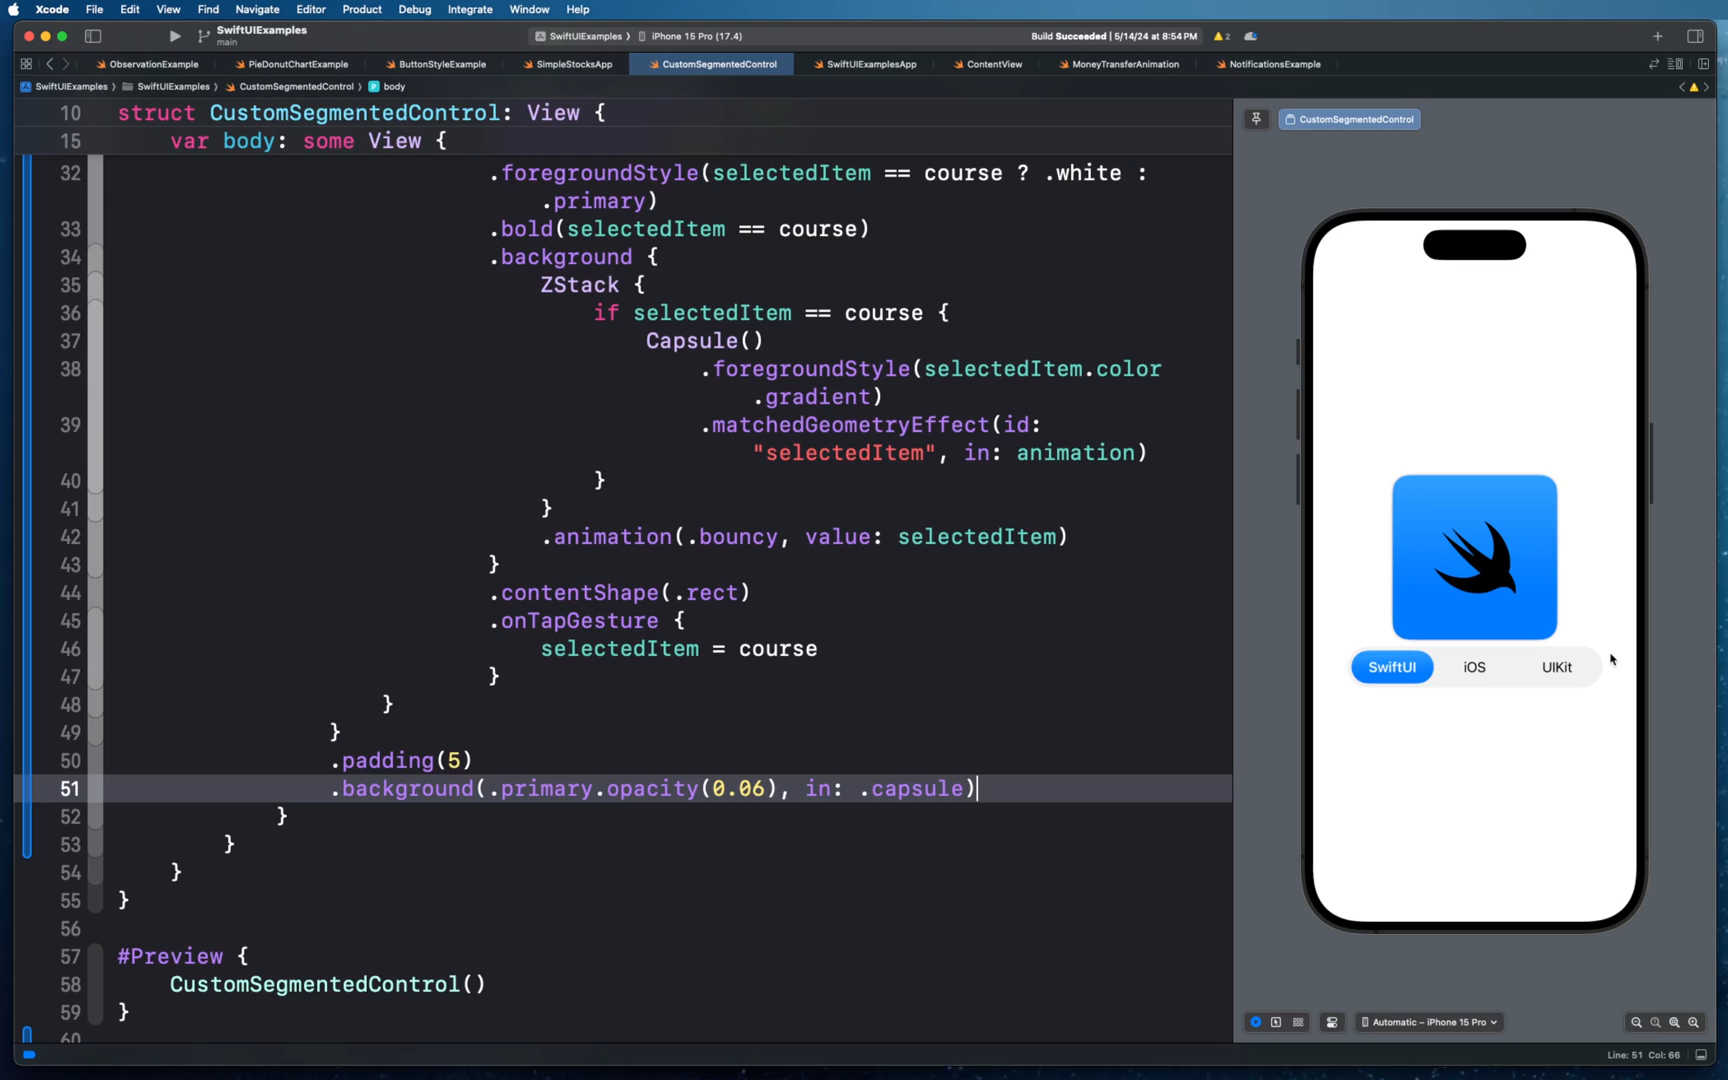 Xcode File Edit View Find Navigate Editor Product Debug Integrate Window Help
SwiftUIExamples
main
SwiftUIExamples iPhone 15 Pro (17.4) Build Succeeded | 5/14/24 at 8:54 PM 2
ObservationExample PieDonutChartExample ButtonStyleExample SimpleStocksApp CustomSegmentedControl SwiftUIExamplesApp ContentView MoneyTransferAnimation NotificationsExample
SwiftUIExamples SwiftUIExamples CustomSegmentedControl P body
10 struct CustomSegmentedControl: View {
15 var body: some View {
32 .foregroundStyle(selectedItem == course ? .white :
.primary)
33 .bold(selectedItem == course)
34 .background {
35 ZStack {
36 if selectedItem == course {
37 Capsule()
38 .foregroundStyle(selectedItem.color
.gradient)
39 .matchedGeometryEffect(id:
"selectedItem", in: animation)
40 }
41 }
42 .animation(.bouncy, value: selectedItem)
43 }
44 .contentShape(.rect)
45 .onTapGesture {
46 selectedItem = course
47 }
48 }
49 }
50 .padding(5)
51 .background(.primary.opacity(0.06), in: .capsule)
52 }
53 }
54 }
55 }
56
57 #Preview {
58 CustomSegmentedControl()
59 }
60
CustomSegmentedControl
SwiftUI iOS UIKit
Automatic – iPhone 15 Pro
Line: 51 Col: 66